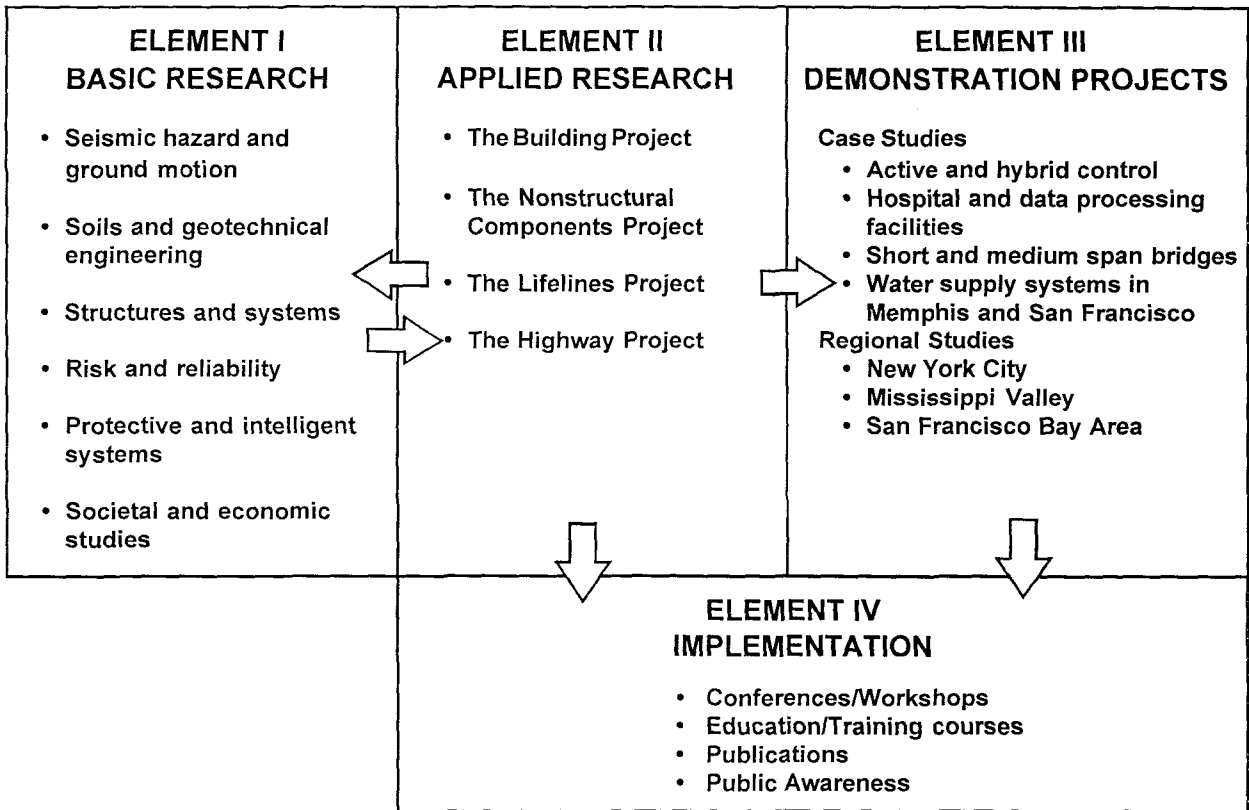 ELEMENT I
BASIC RESEARCH
• Seismic hazard and
ground motion
• Soils and geotechnical
engineering
• Structures and systems
• Risk and reliability
• Protective and intelligent
systems
• Societal and economic
studies
ELEMENT II
APPLIED RESEARCH
• The Building Project
• The Nonstructural
Components Project
• The Lifelines Project
• The Highway Project
ELEMENT III
DEMONSTRATION PROJECTS
Case Studies
• Active and hybrid control
• Hospital and data processing
facilities
• Short and medium span bridges
• Water supply systems in
Memphis and San Francisco
Regional Studies
• New York City
• Mississippi Valley
• San Francisco Bay Area
ELEMENT IV
IMPLEMENTATION
• Conferences/Workshops
• Education/Training courses
• Publications
• Public Awareness